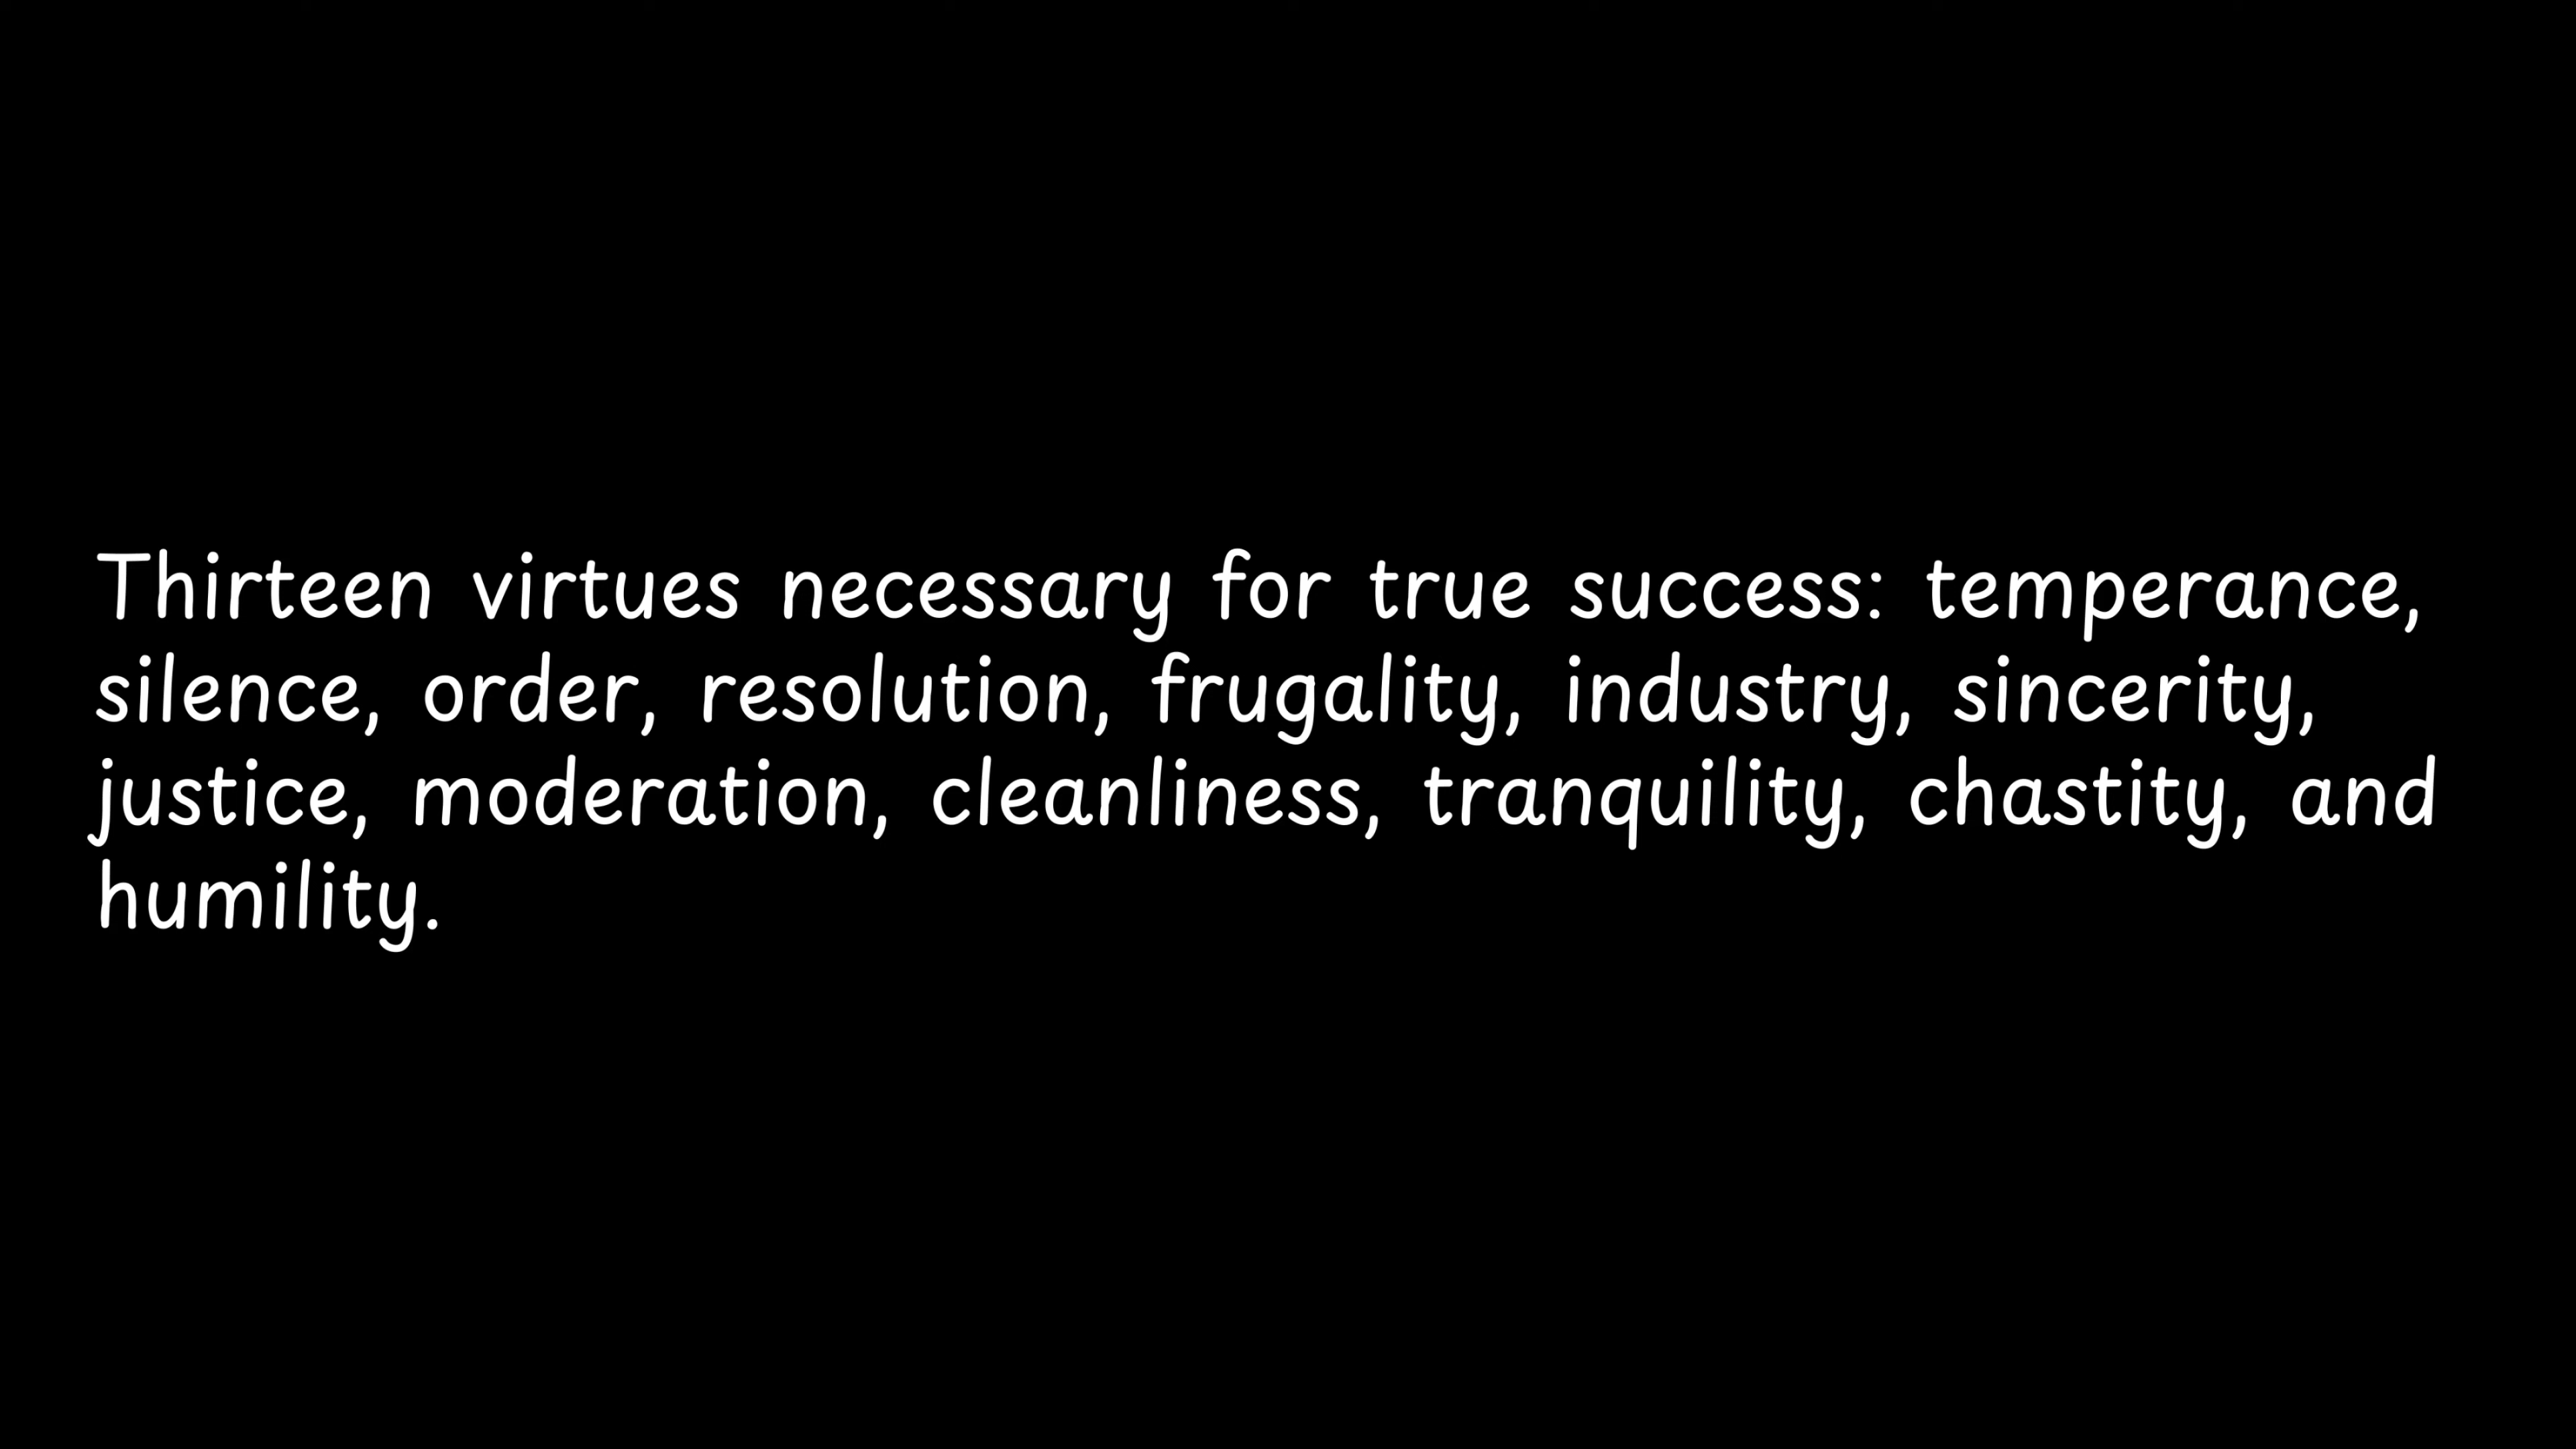 Thirteen virtues necessary for true success: temperance,
silence, order, resolution, frugality, industry, sincerity,
justice, moderation, cleanliness, tranquility, chastity, and
humility.